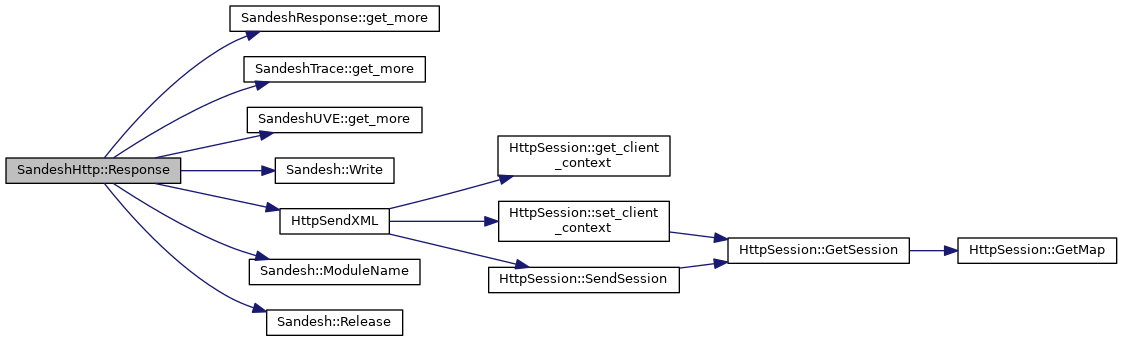 SandeshResponse::get_more
SandeshTrace::get_more
SandeshUVE::get_more
SandeshHttp::Response
Sandesh::Write
HttpSendXML
Sandesh::ModuleName
Sandesh::Release
HttpSession::get_client
_context
HttpSession::set_client
_context
HttpSession::SendSession
HttpSession::GetSession
HttpSession::GetMap